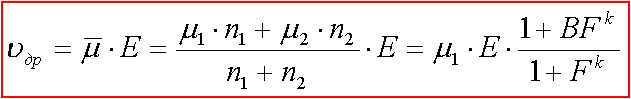 υ_др = μ̄ · E = (μ₁ · n₁ + μ₂ · n₂) / (n₁ + n₂) · E = μ₁ · E · (1 + BF^k) / (1 + F^k)